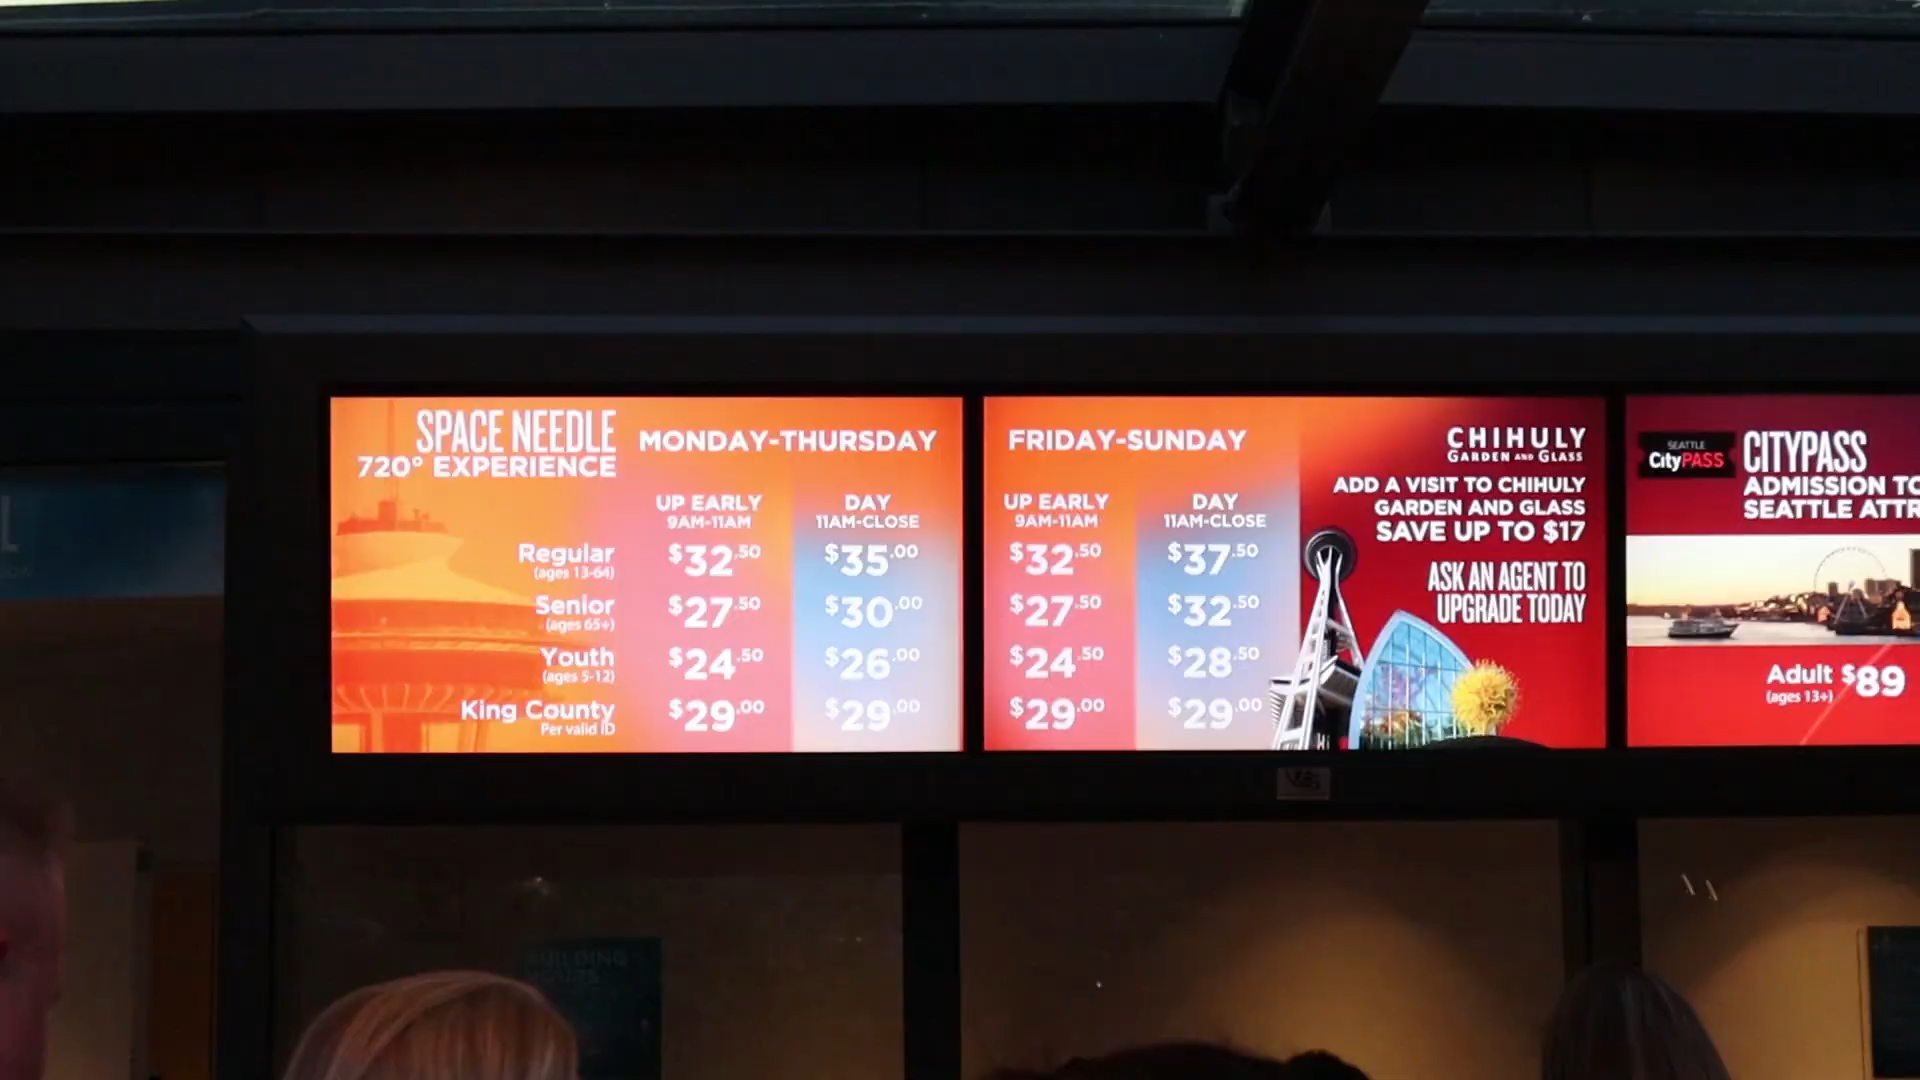 SPACE NEEDLE
720° EXPERIENCE
MONDAY-THURSDAY
UP EARLY DAY
9AM-11AM 11AM-CLOSE
Regular $32.50 $35.00
(ages 13-64)
Senior $27.50 $30.00
(ages 65+)
Youth $24.50 $26.00
(ages 5-12)
King County $29.00 $29.00
Per valid ID
FRIDAY-SUNDAY
UP EARLY DAY
9AM-11AM 11AM-CLOSE
$32.50 $37.50
$27.50 $32.50
$24.50 $28.50
$29.00 $29.00
CHIHULY
GARDEN AND GLASS
ADD A VISIT TO CHIHULY
GARDEN AND GLASS
SAVE UP TO $17
ASK AN AGENT TO
UPGRADE TODAY
SEATTLE
CityPASS
CITYPASS
ADMISSION TO
SEATTLE ATTR
Adult $89
(ages 13+)
BUILDING
HOURS